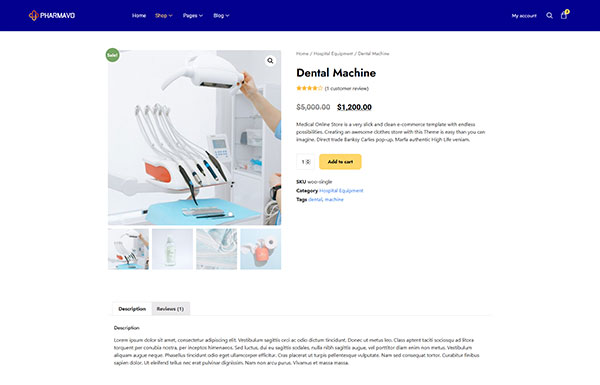 PHARMAVO
Home
Shop
Pages
Blog
My account
Sale!
Home / Hospital Equipment / Dental Machine
Dental Machine
(1 customer review)
$5,000.00 $1,200.00
Medical Online Store is a very slick and clean e-commerce template with endless
possibilities. Creating an awesome clothes store with this Theme is easy than you can
imagine. Direct trade Banksy Carles pop-up. Marfa authentic High Life veniam.
1
Add to cart
SKU woo-single
Category Hospital Equipment
Tags dental, machine
Description
Reviews (1)
Description
Lorem ipsum dolor sit amet, consectetur adipiscing elit. Vestibulum sagittis orci ac odio dictum tincidunt. Donec ut metus leo. Class aptent taciti sociosqu ad litora
torquent per conubia nostra, per inceptos himenaeos. Sed luctus, dui eu sagittis sodales, nulla nibh sagittis augue, vel porttitor diam enim non metus. Vestibulum
aliquam augue neque. Phasellus tincidunt odio eget ullamcorper efficitur. Cras placerat ut turpis pellentesque vulputate. Nam sed consequat tortor. Curabitur finibus
sapien dolor. Ut eleifend tellus nec erat pulvinar dignissim. Nam non arcu purus. Vivamus et massa massa.